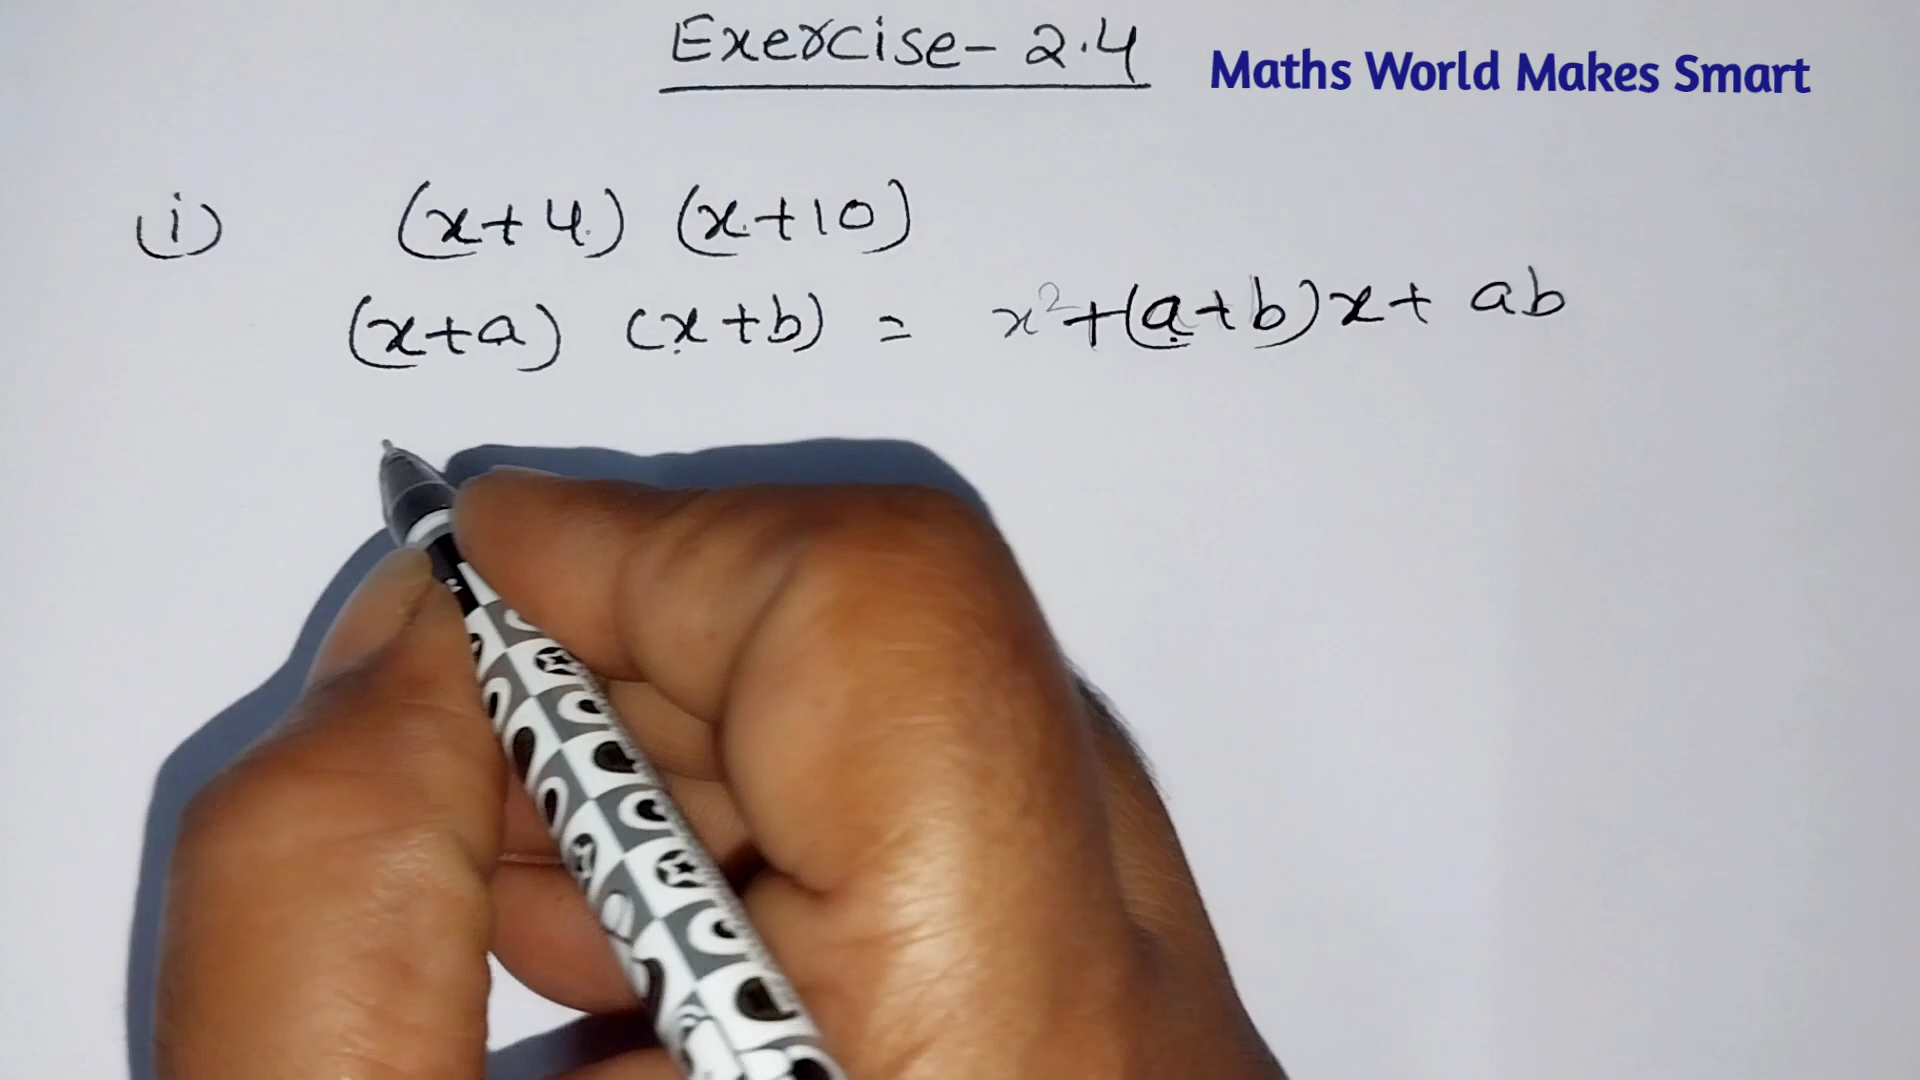 Exercise - 2.4
Maths World Makes Smart
(i) (x+4) (x+10)
(x+a) (x+b) = x²+(a+b)x+ ab